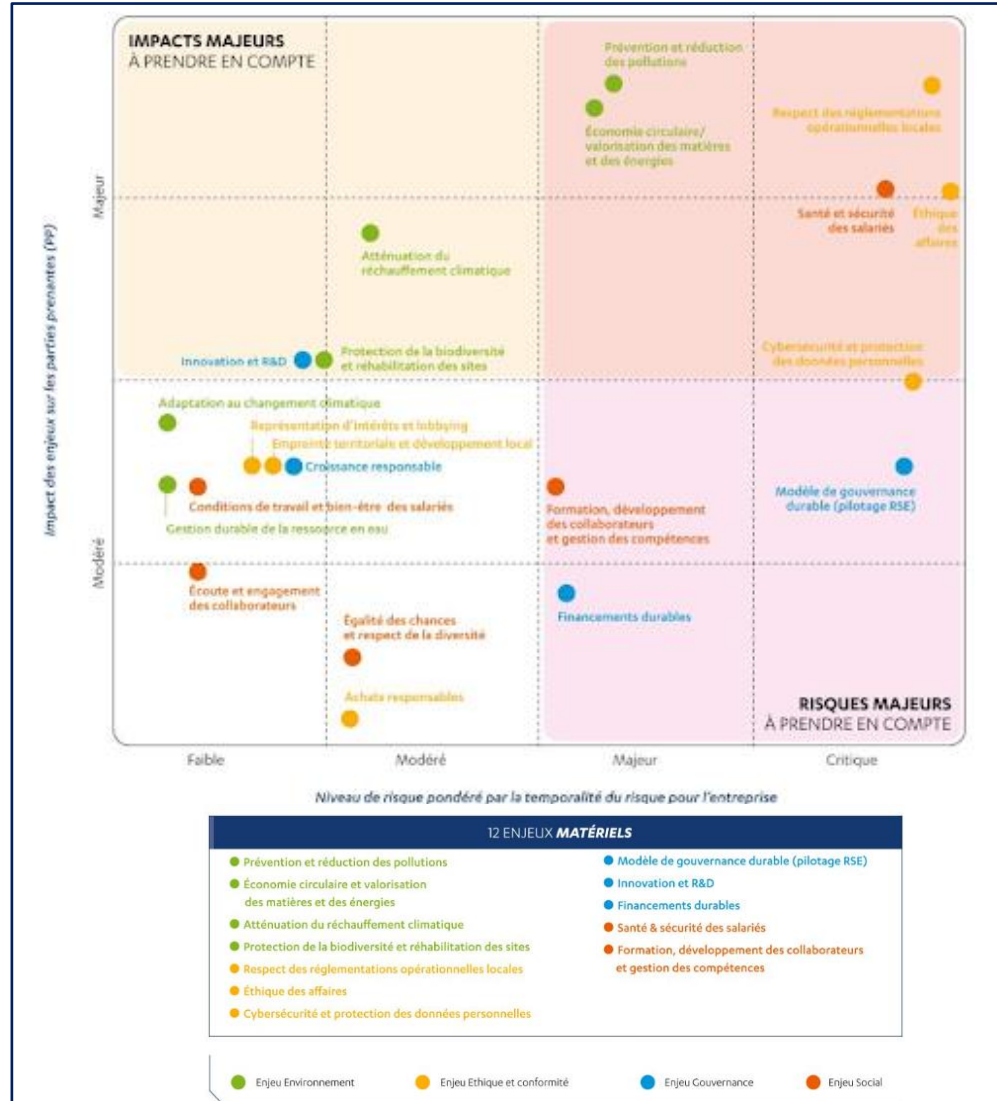 IMPACTS MAJEURS
À PRENDRE EN COMPTE
Prévention et réduction
des pollutions
Économie circulaire/
valorisation des matières
et des énergies
Respect des réglementations
opérationnelles locales
Santé et sécurité
des salariés
Éthique
des
affaires
Atténuation du
réchauffement climatique
Innovation et R&D
Protection de la biodiversité
et réhabilitation des sites
Cybersécurité et protection
des données personnelles
Adaptation au changement climatique
Représentation d'intérêts et lobbying
Empreinte territoriale et développement local
Croissance responsable
Conditions de travail et bien-être des salariés
Gestion durable de la ressource en eau
Formation, développement
des collaborateurs
et gestion des compétences
Modèle de gouvernance
durable (pilotage RSE)
Écoute et engagement
des collaborateurs
Égalité des chances
et respect de la diversité
Financements durables
Achats responsables
RISQUES MAJEURS
À PRENDRE EN COMPTE
Impact des enjeux sur les parties prenantes (PP)
Majeur
Modéré
Faible
Modéré
Majeur
Critique
Niveau de risque pondéré par la temporalité du risque pour l'entreprise
12 ENJEUX MATÉRIELS
Prévention et réduction des pollutions
Économie circulaire et valorisation
des matières et des énergies
Atténuation du réchauffement climatique
Protection de la biodiversité et réhabilitation des sites
Respect des réglementations opérationnelles locales
Éthique des affaires
Cybersécurité et protection des données personnelles
Modèle de gouvernance durable (pilotage RSE)
Innovation et R&D
Financements durables
Santé & sécurité des salariés
Formation, développement des collaborateurs
et gestion des compétences
Enjeu Environnement
Enjeu Ethique et conformité
Enjeu Gouvernance
Enjeu Social